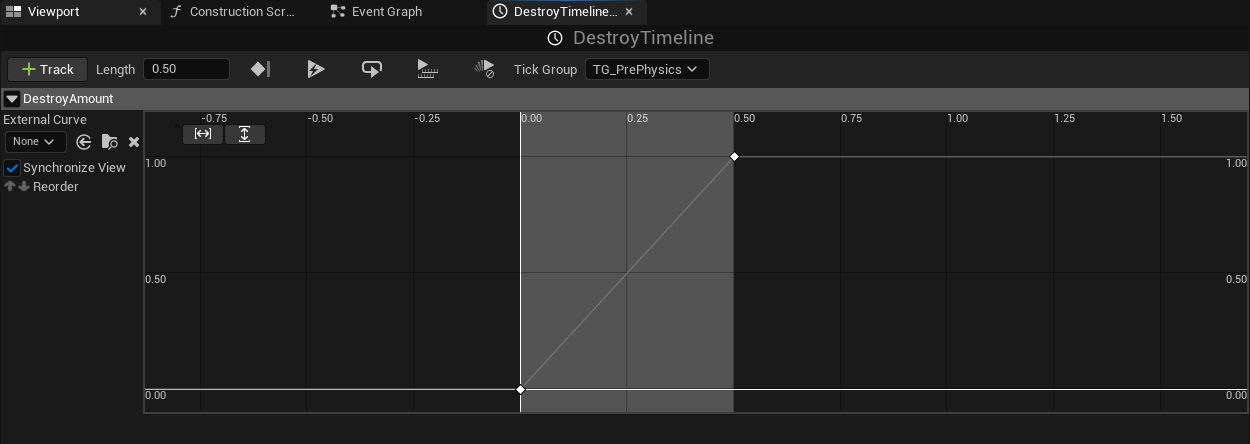 Viewport
Construction Scr...
Event Graph
DestroyTimeline...
DestroyTimeline
Track Length 0.50 Tick Group TG_PrePhysics
DestroyAmount
External Curve
None
Synchronize View
Reorder
-0.75 -0.50 -0.25 0.00 0.25 0.50 0.75 1.00 1.25 1.50
1.00 1.00
0.50 0.50
0.00 0.00